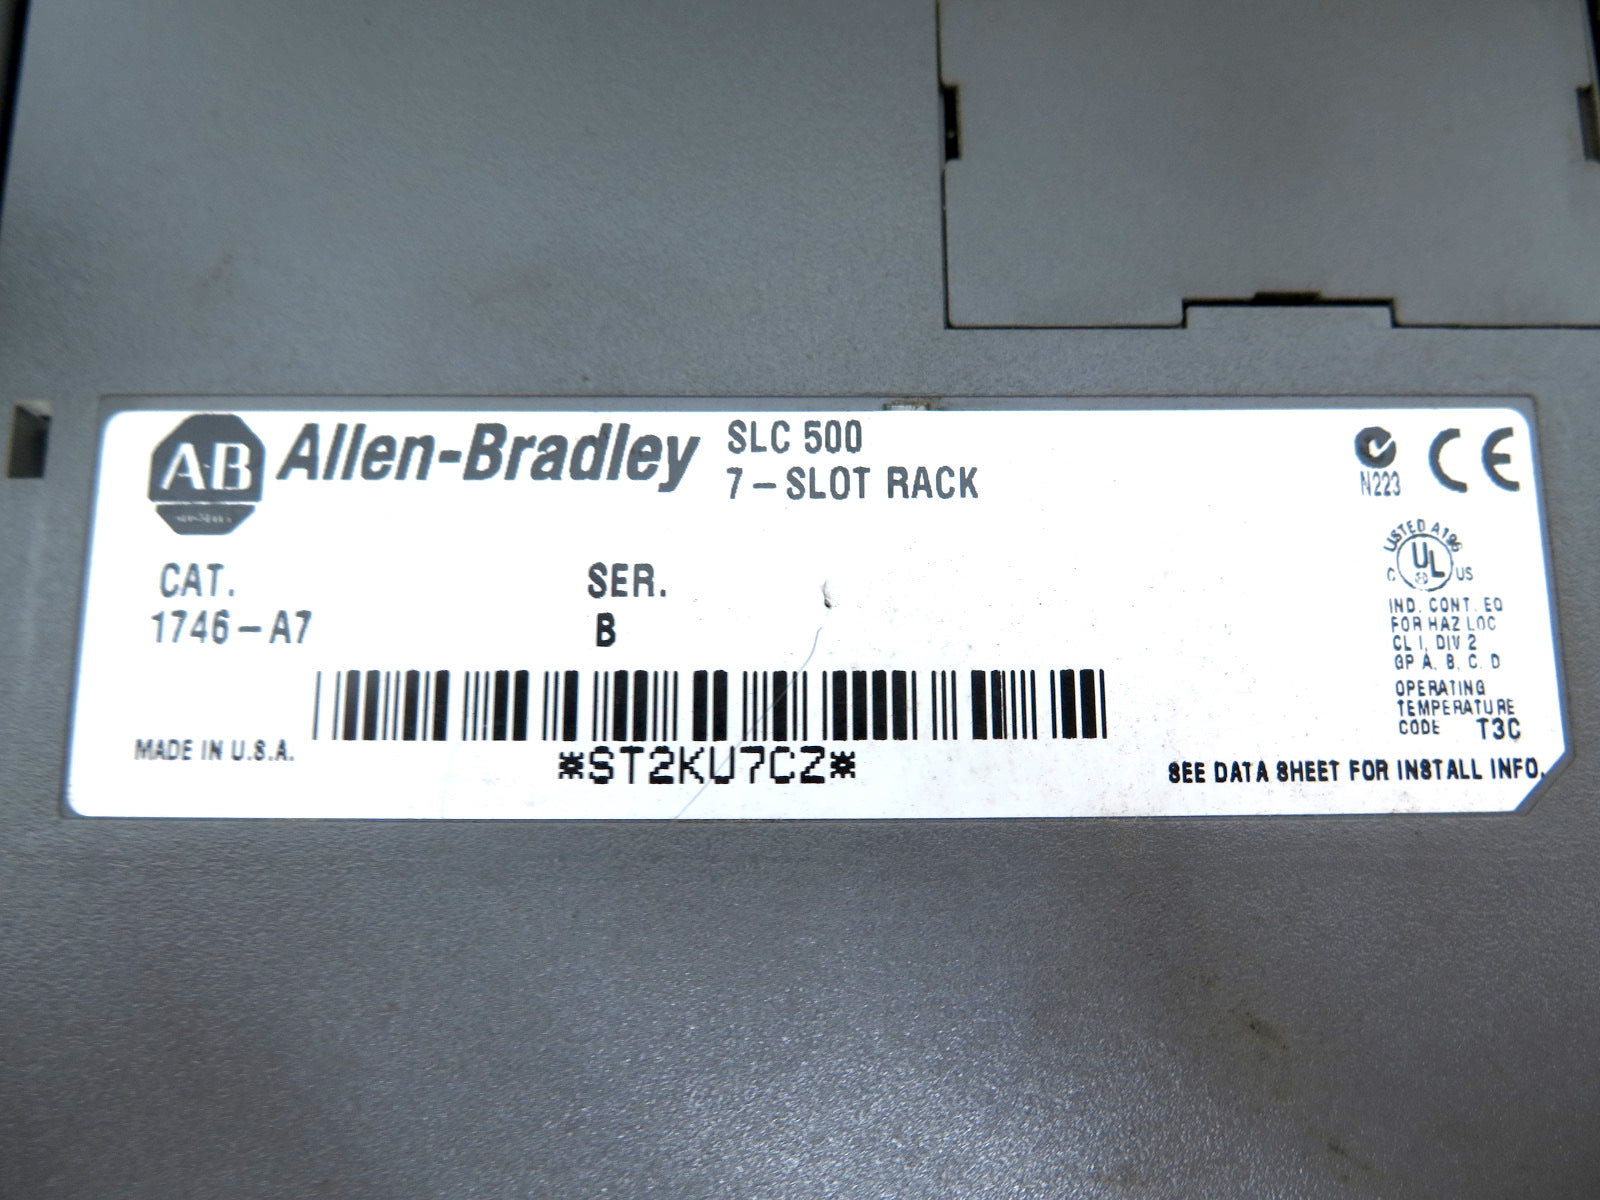 AB Allen-Bradley SLC 500
7-SLOT RACK
N223
CE
LISTED A196
C UL US
CAT. SER.
1746-A7 B
IND. CONT. EQ
FOR HAZ LOC
CL I, DIV 2
GP A, B, C, D
OPERATING
TEMPERATURE
CODE T3C
MADE IN U.S.A.
*ST2KU7CZ*
SEE DATA SHEET FOR INSTALL INFO.